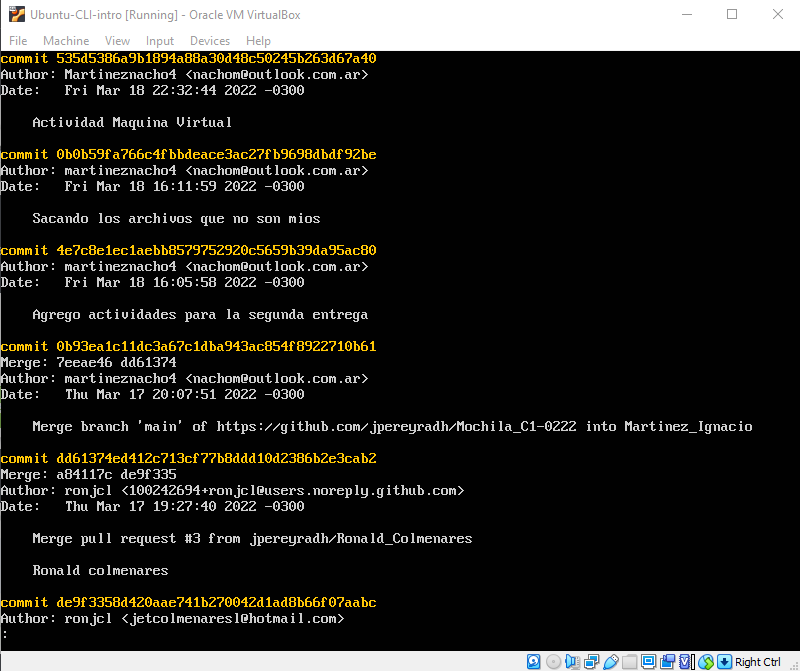 Ubuntu-CLI-intro [Running] - Oracle VM VirtualBox
File Machine View Input Devices Help
commit 535d5386a9b1894a88a30d48c50245b263d67a40
Author: Martineznacho4 <nachom@outlook.com.ar>
Date:   Fri Mar 18 22:32:44 2022 -0300
Actividad Maquina Virtual
commit 0b0b59fa766c4fbbdeace3ac27fb9698dbdf92be
Author: martineznacho4 <nachom@outlook.com.ar>
Date:   Fri Mar 18 16:11:59 2022 -0300
Sacando los archivos que no son mios
commit 4e7c8e1ec1aebb8579752920c5659b39da95ac80
Author: martineznacho4 <nachom@outlook.com.ar>
Date:   Fri Mar 18 16:05:58 2022 -0300
Agrego actividades para la segunda entrega
commit 0b93ea1c11dc3a67c1dba943ac854f8922710b61
Merge: 7eeae46 dd61374
Author: martineznacho4 <nachom@outlook.com.ar>
Date:   Thu Mar 17 20:07:51 2022 -0300
Merge branch 'main' of https://github.com/jpereyradh/Mochila_C1-0222 into Martinez_Ignacio
commit dd61374ed412c713cf77b8ddd10d2386b2e3cab2
Merge: a84117c de9f335
Author: ronjcl <100242694+ronjcl@users.noreply.github.com>
Date:   Thu Mar 17 19:27:40 2022 -0300
Merge pull request #3 from jpereyradh/Ronald_Colmenares
Ronald colmenares
commit de9f3358d420aae741b270042d1ad8b66f07aabc
Author: ronjcl <jetcolmenaresl@hotmail.com>
:
Right Ctrl